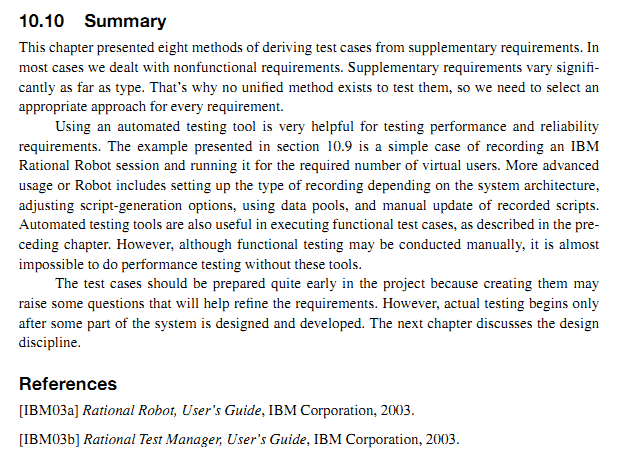 10.10 Summary
This chapter presented eight methods of deriving test cases from supplementary requirements. In
most cases we dealt with nonfunctional requirements. Supplementary requirements vary signifi-
cantly as far as type. That's why no unified method exists to test them, so we need to select an
appropriate approach for every requirement.
Using an automated testing tool is very helpful for testing performance and reliability
requirements. The example presented in section 10.9 is a simple case of recording an IBM
Rational Robot session and running it for the required number of virtual users. More advanced
usage or Robot includes setting up the type of recording depending on the system architecture,
adjusting script-generation options, using data pools, and manual update of recorded scripts.
Automated testing tools are also useful in executing functional test cases, as described in the pre-
ceding chapter. However, although functional testing may be conducted manually, it is almost
impossible to do performance testing without these tools.
The test cases should be prepared quite early in the project because creating them may
raise some questions that will help refine the requirements. However, actual testing begins only
after some part of the system is designed and developed. The next chapter discusses the design
discipline.
References
[IBM03a] Rational Robot, User's Guide, IBM Corporation, 2003.
[IBM03b] Rational Test Manager, User's Guide, IBM Corporation, 2003.